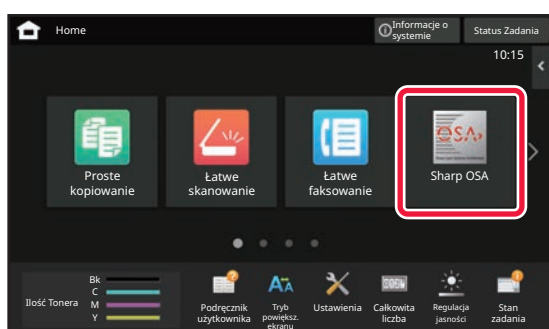 Home
Informacje o
systemie
Status Zadania
10:15
OSA
Proste
kopiowanie
Łatwe
skanowanie
Łatwe
faksowanie
Sharp OSA
Ilość Tonera
Bk
C
M
Y
Podręcznik
użytkownika
Tryb
powiększ.
ekranu
Ustawienia
Całkowita
liczba
Regulacja
jasności
Stan
zadania